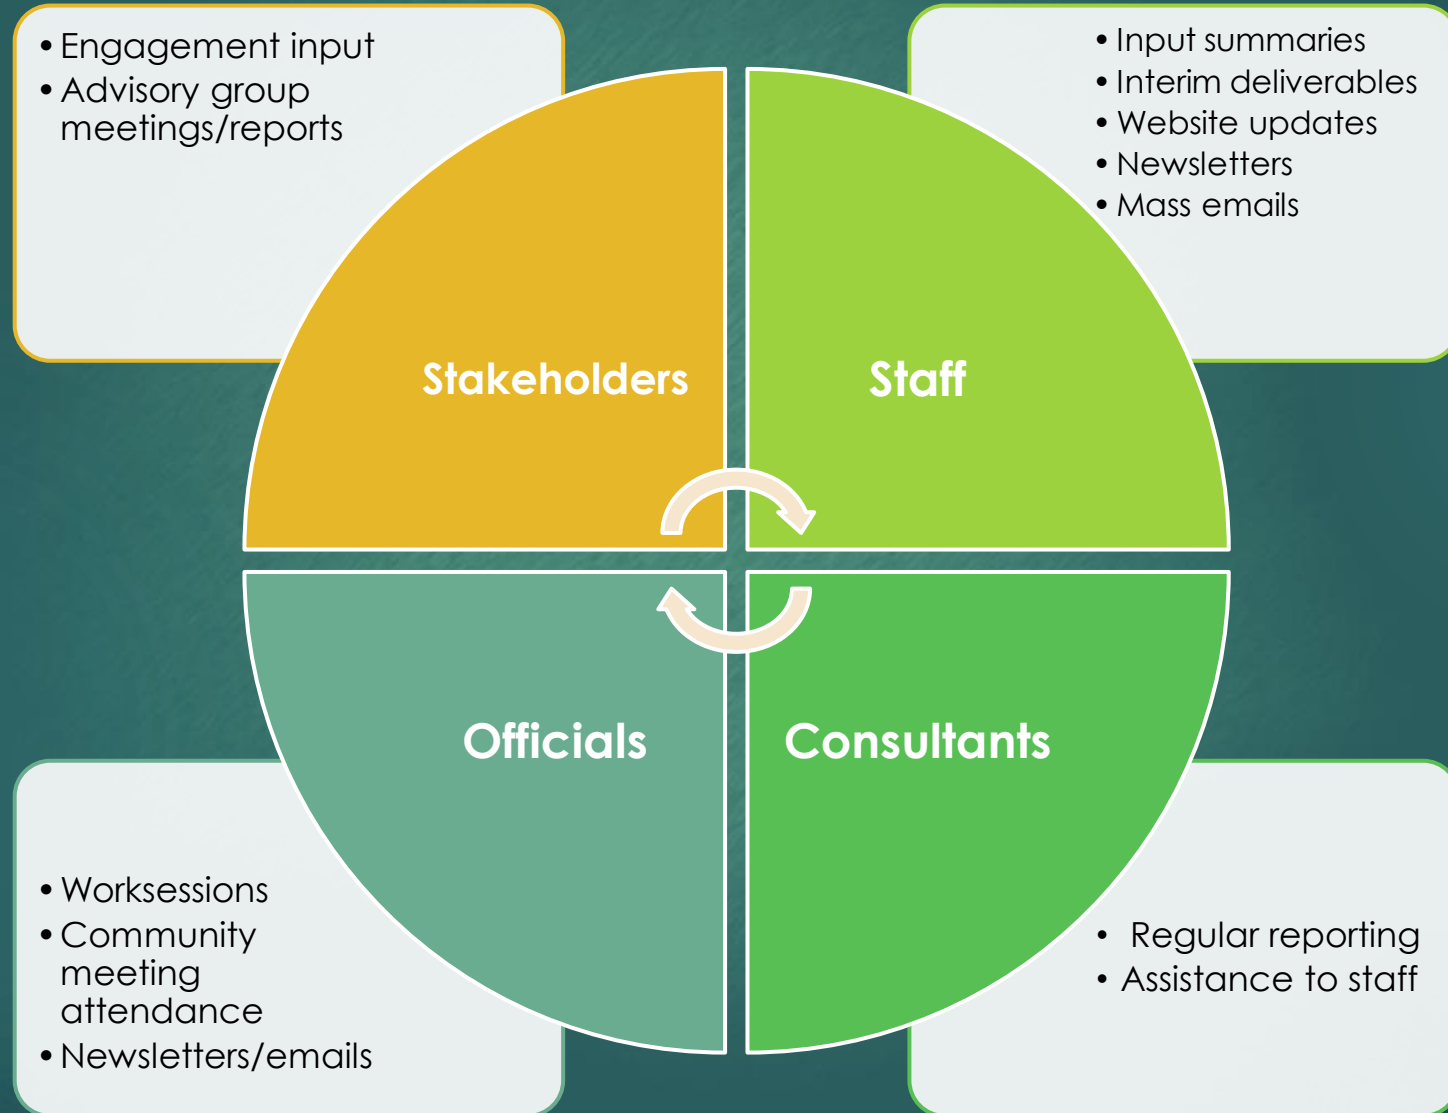 • Engagement input
• Advisory group
meetings/reports
• Input summaries
• Interim deliverables
• Website updates
• Newsletters
• Mass emails
Stakeholders
Staff
Officials
Consultants
• Worksessions
• Community
meeting
attendance
• Newsletters/emails
• Regular reporting
• Assistance to staff